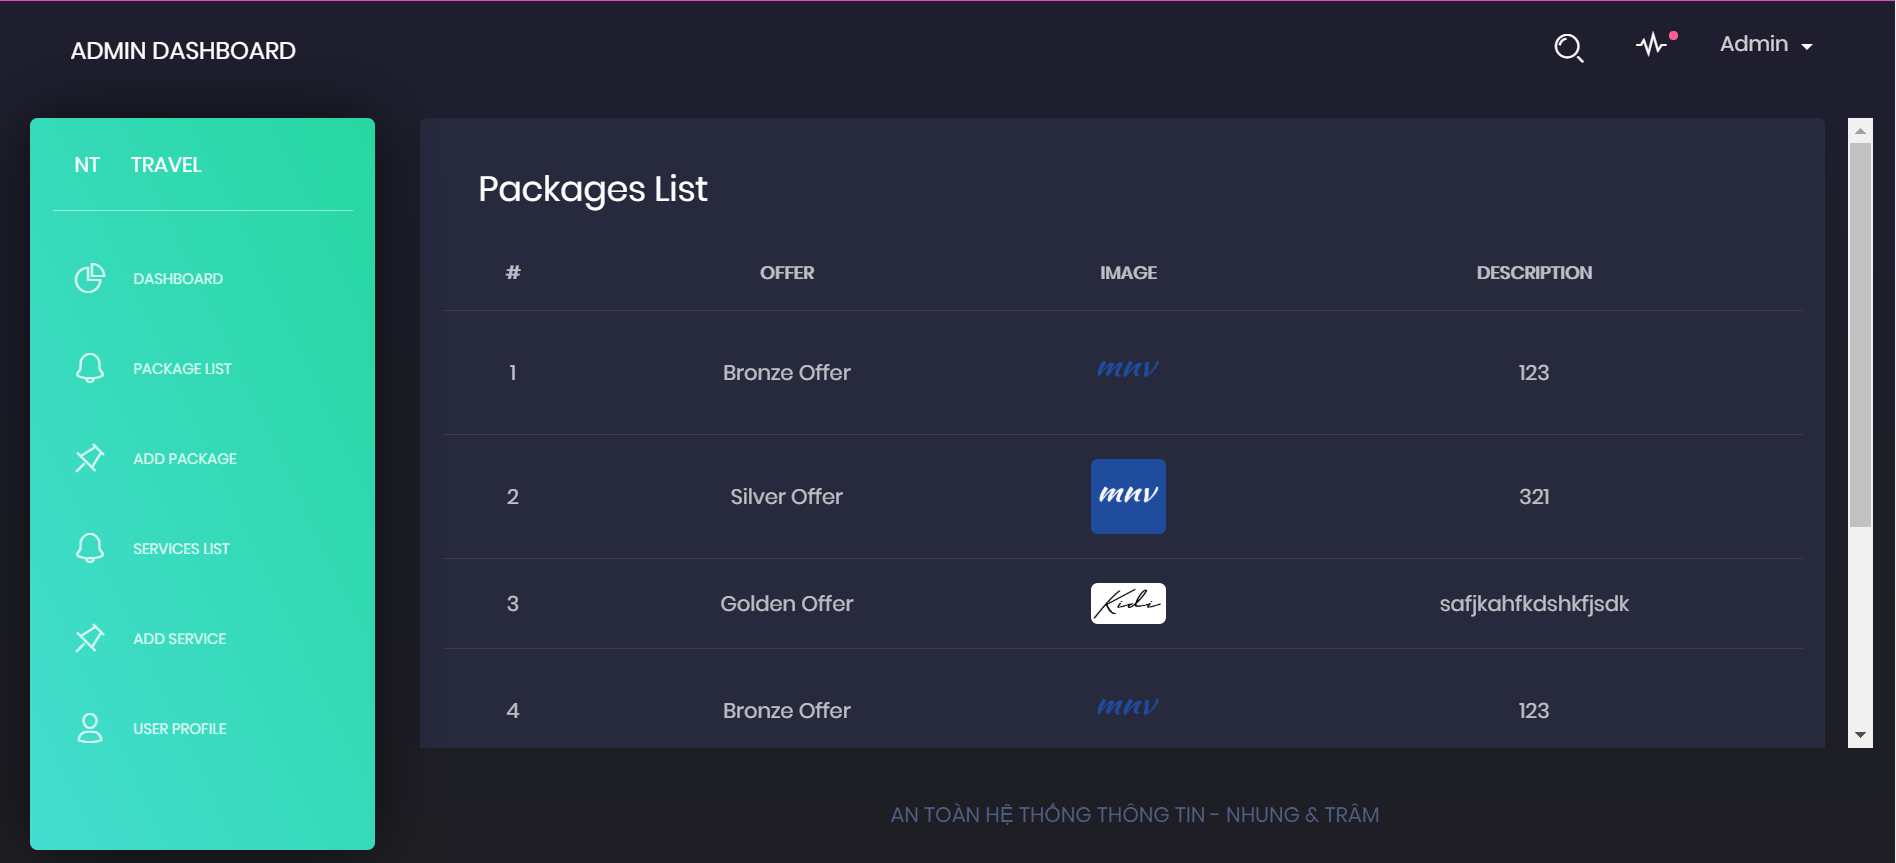 ADMIN DASHBOARD
Admin
NT TRAVEL
DASHBOARD
PACKAGE LIST
ADD PACKAGE
SERVICES LIST
ADD SERVICE
USER PROFILE
Packages List
# OFFER IMAGE DESCRIPTION
1 Bronze Offer mnv 123
2 Silver Offer mnv 321
3 Golden Offer Kidi safjkahfkdshkfjsdk
4 Bronze Offer mnv 123
AN TOÀN HỆ THỐNG THÔNG TIN - NHUNG & TRÂM